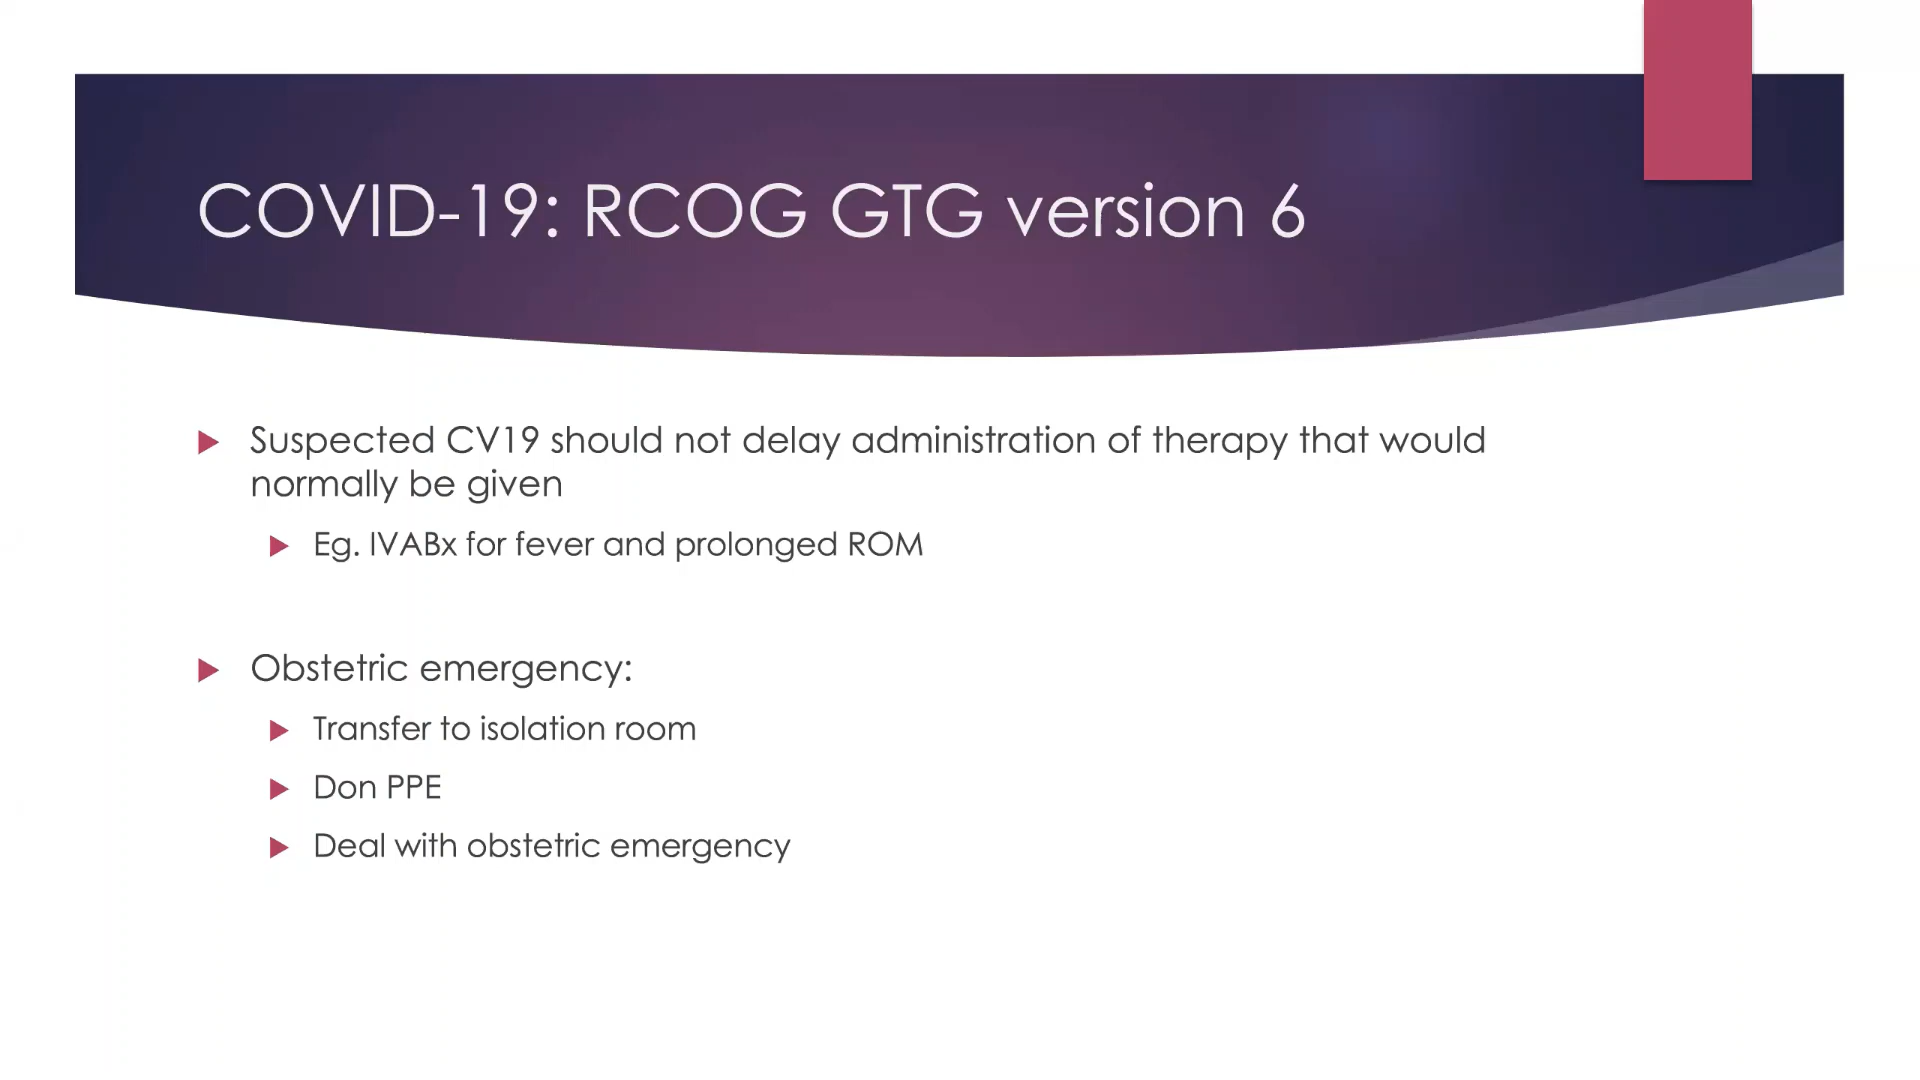 COVID-19: RCOG GTG version 6
Suspected CV19 should not delay administration of therapy that would
normally be given
Eg. IVABx for fever and prolonged ROM
Obstetric emergency:
Transfer to isolation room
Don PPE
Deal with obstetric emergency